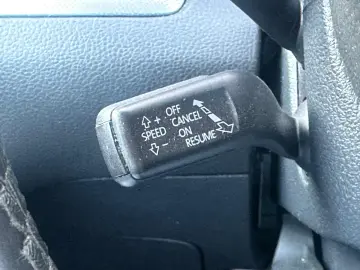 OFF
+ CANCEL
SPEED ON
- RESUME